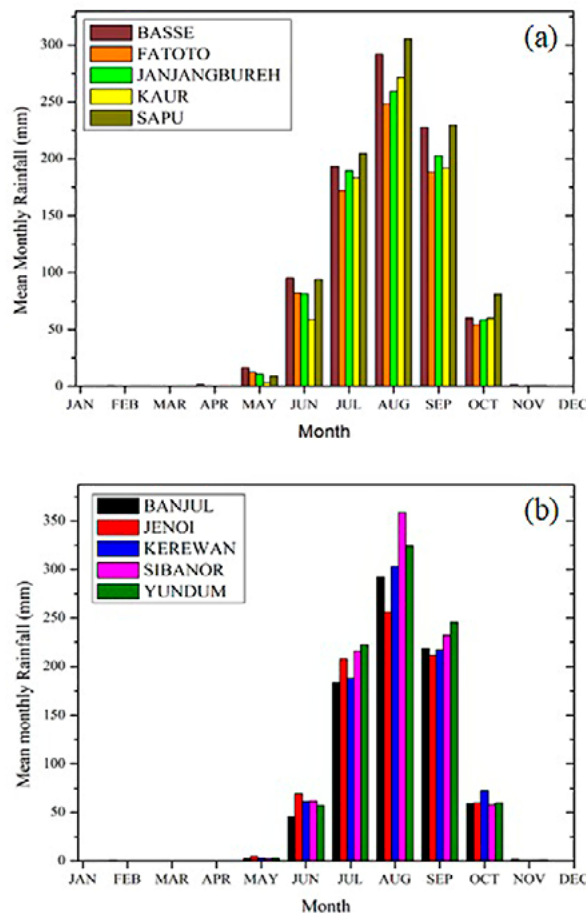 (a)
BASSE
FATOTO
JANJANGBUREH
KAUR
SAPU
Mean Monthly Rainfall (mm)
300
250
200
150
100
50
0
JAN FEB MAR APR MAY JUN JUL AUG SEP OCT NOV DEC
Month
(b)
BANJUL
JENOI
KEREWAN
SIBANOR
YUNDUM
Mean monthly Rainfall (mm)
350
300
250
200
150
100
50
0
JAN FEB MAR APR MAY JUN JUL AUG SEP OCT NOV DEC
Month